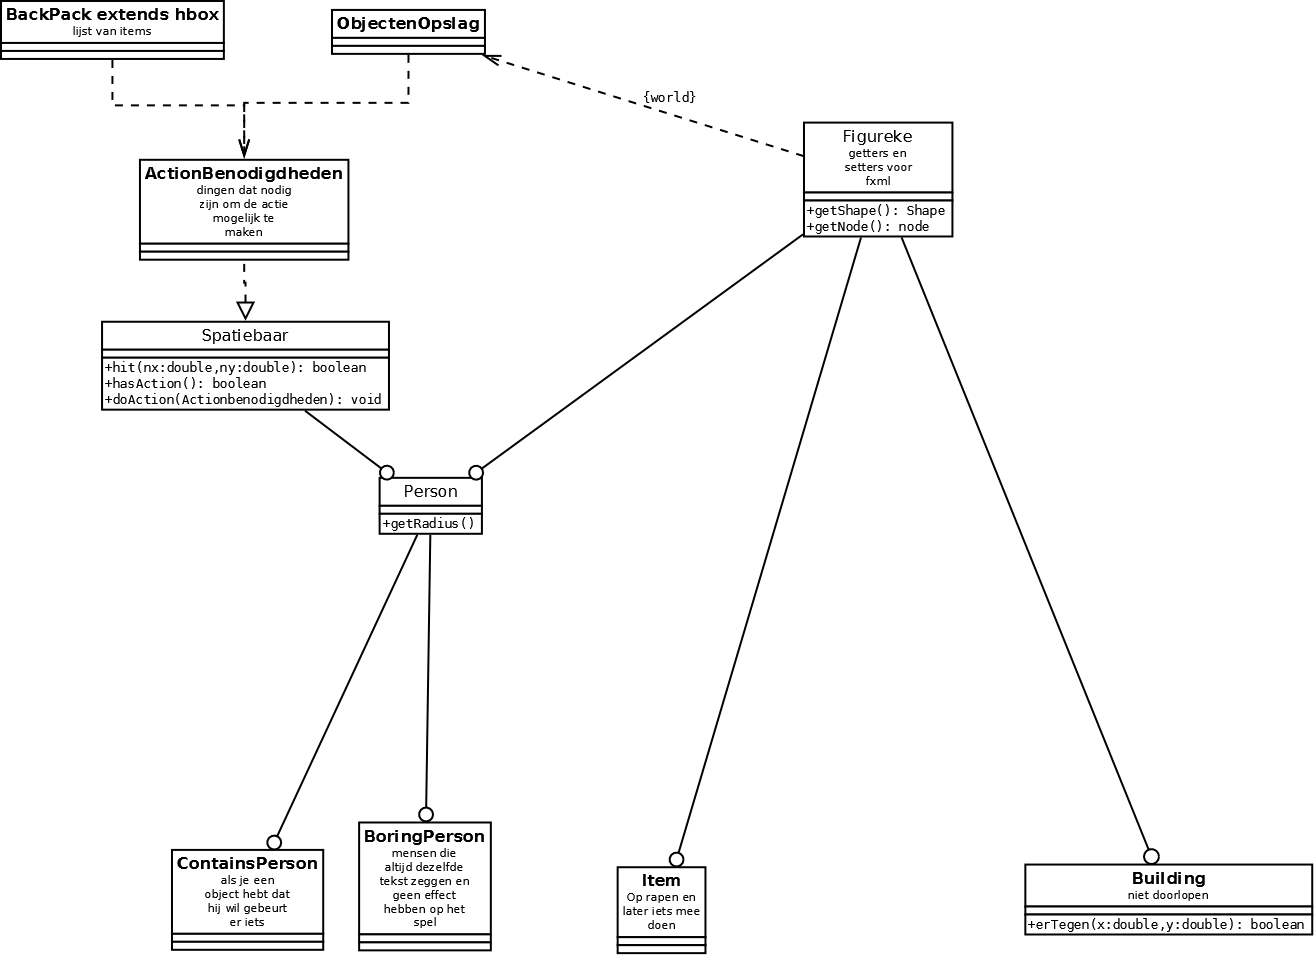 BackPack extends hbox
lijst van items
ObjectenOpslag
{world}
Figureke
getters en
setters voor
fxml
+getShape(): Shape
+getNode(): node
ActionBenodigdheden
dingen dat nodig
zijn om de actie
mogelijk te
maken
Spatiebaar
+hit(nx:double,ny:double): boolean
+hasAction(): boolean
+doAction(Actionbenodigdheden): void
Person
+getRadius()
ContainsPerson
als je een
object hebt dat
hij wil gebeurt
er iets
BoringPerson
mensen die
altijd dezelfde
tekst zeggen en
geen effect
hebben op het
spel
Item
Op rapen en
later iets mee
doen
Building
niet doorlopen
+erTegen(x:double,y:double): boolean